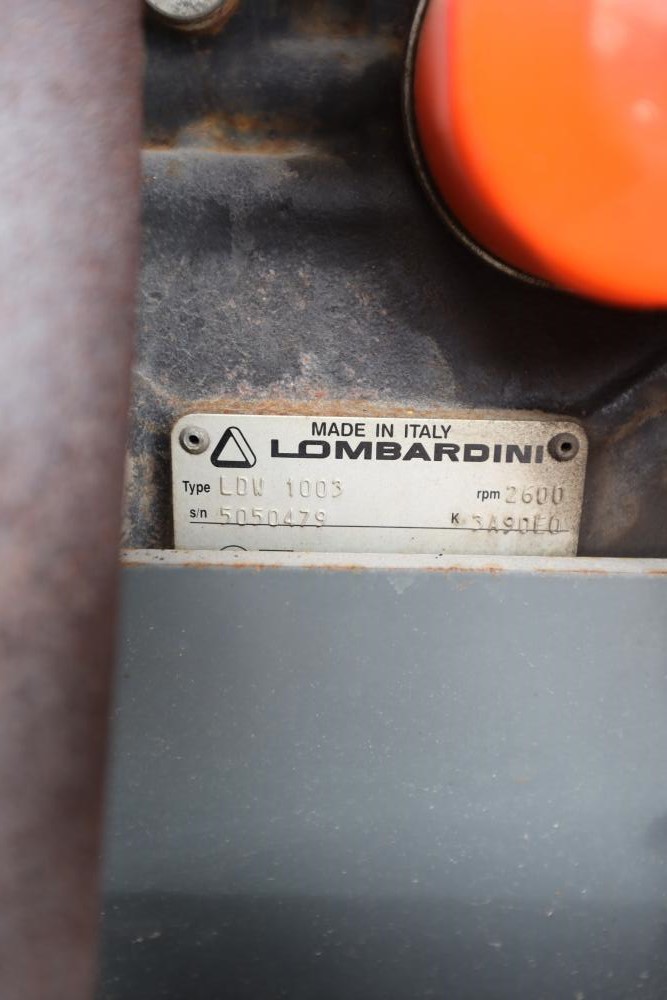 MADE IN ITALY
LOMBARDINI
Type LDW 1003 rpm 2600
s/n 5050479 K 3A90E0